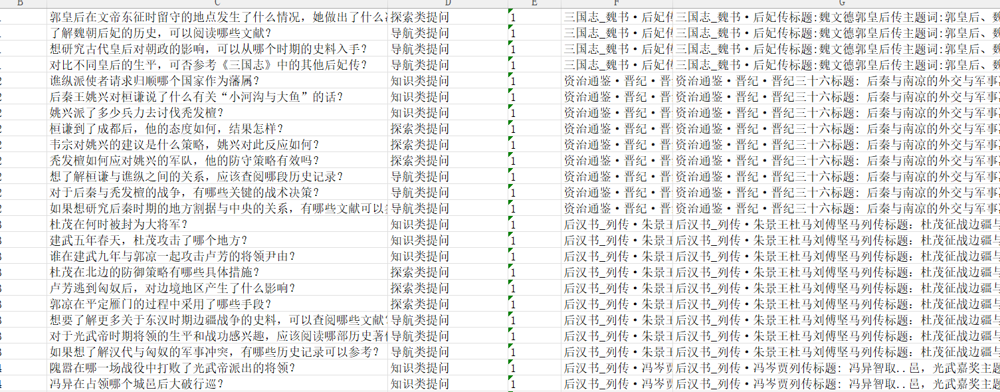 B C D E F G
郭皇后在文帝东征时留守的地点发生了什么情况，她做出了什么 探索类提问 1 三国志_魏书·后妃传 三国志_魏书·后妃传标题:魏文德郭皇后传主题词:郭皇后、魏
了解魏朝后妃的历史，可以阅读哪些文献？ 导航类提问 1 三国志_魏书·后妃传 三国志_魏书·后妃传标题:魏文德郭皇后传主题词:郭皇后、魏
想研究古代皇后对朝政的影响，可以从哪个时期的史料入手？ 导航类提问 1 三国志_魏书·后妃传 三国志_魏书·后妃传标题:魏文德郭皇后传主题词:郭皇后、魏
对比不同皇后的生平，可否参考《三国志》中的其他后妃传？ 导航类提问 1 三国志_魏书·后妃传 三国志_魏书·后妃传标题:魏文德郭皇后传主题词:郭皇后、魏
2 谯纵派使者请求归顺哪个国家作为藩属？ 知识类提问 1 资治通鉴·晋纪·晋 资治通鉴·晋纪·晋纪三十六标题: 后秦与南凉的外交与军事
2 后秦王姚兴对桓谦说了什么有关“小河沟与大鱼”的话？ 知识类提问 1 资治通鉴·晋纪·晋 资治通鉴·晋纪·晋纪三十六标题: 后秦与南凉的外交与军事
2 姚兴派了多少兵力去讨伐秃发檀？ 知识类提问 1 资治通鉴·晋纪·晋 资治通鉴·晋纪·晋纪三十六标题: 后秦与南凉的外交与军事
2 桓谦到了成都后，他的态度如何，结果怎样？ 探索类提问 1 资治通鉴·晋纪·晋 资治通鉴·晋纪·晋纪三十六标题: 后秦与南凉的外交与军事
2 韦宗对姚兴的建议是什么策略，姚兴对此反应如何？ 探索类提问 1 资治通鉴·晋纪·晋 资治通鉴·晋纪·晋纪三十六标题: 后秦与南凉的外交与军事
2 秃发檀如何应对姚兴的军队，他的防守策略有效吗？ 探索类提问 1 资治通鉴·晋纪·晋 资治通鉴·晋纪·晋纪三十六标题: 后秦与南凉的外交与军事
2 想了解桓谦与谯纵之间的关系，应该查阅哪段历史记录？ 导航类提问 1 资治通鉴·晋纪·晋 资治通鉴·晋纪·晋纪三十六标题: 后秦与南凉的外交与军事
2 对于后秦与秃发檀的战争，有哪些关键的战术决策？ 导航类提问 1 资治通鉴·晋纪·晋 资治通鉴·晋纪·晋纪三十六标题: 后秦与南凉的外交与军事
2 如果想研究后秦时期的地方割据与中央的关系，有哪些文献可以 导航类提问 1 资治通鉴·晋纪·晋 资治通鉴·晋纪·晋纪三十六标题: 后秦与南凉的外交与军事
3 杜茂在何时被封为大将军？ 知识类提问 1 后汉书_列传·朱景王 后汉书_列传·朱景王杜马刘傅坚马列传标题: 杜茂征战边疆与
3 建武五年春天，杜茂攻击了哪个地方？ 知识类提问 1 后汉书_列传·朱景王 后汉书_列传·朱景王杜马刘傅坚马列传标题: 杜茂征战边疆与
3 谁在建武九年与郭凉一起攻击卢芳的将领尹由？ 知识类提问 1 后汉书_列传·朱景王 后汉书_列传·朱景王杜马刘傅坚马列传标题: 杜茂征战边疆与
3 杜茂在北边的防御策略有哪些具体措施？ 探索类提问 1 后汉书_列传·朱景王 后汉书_列传·朱景王杜马刘傅坚马列传标题: 杜茂征战边疆与
3 卢芳逃到匈奴后，对边境地区产生了什么影响？ 探索类提问 1 后汉书_列传·朱景王 后汉书_列传·朱景王杜马刘傅坚马列传标题: 杜茂征战边疆与
3 郭凉在平定雁门的过程中采用了哪些手段？ 探索类提问 1 后汉书_列传·朱景王 后汉书_列传·朱景王杜马刘傅坚马列传标题: 杜茂征战边疆与
3 想要了解更多关于东汉时期边疆战争的史料，可以查阅哪些文献？ 导航类提问 1 后汉书_列传·朱景王 后汉书_列传·朱景王杜马刘傅坚马列传标题: 杜茂征战边疆与
3 对于光武帝时期将领的生平和战功感兴趣，应该阅读哪部历史著 导航类提问 1 后汉书_列传·朱景王 后汉书_列传·朱景王杜马刘傅坚马列传标题: 杜茂征战边疆与
3 如果想了解汉代与匈奴的军事冲突，有哪些历史记录可以参考？ 导航类提问 1 后汉书_列传·朱景王 后汉书_列传·朱景王杜马刘傅坚马列传标题: 杜茂征战边疆与
4 隗嚣在哪一场战役中打败了光武帝派出的将领？ 知识类提问 1 后汉书_列传·冯岑贾 后汉书_列传·冯岑贾列传标题: 冯异智取..邑，光武嘉奖主题
4 冯异在占领哪个城邑后大破行巡？ 知识类提问 1 后汉书_列传·冯岑贾 后汉书_列传·冯岑贾列传标题: 冯异智取..邑，光武嘉奖主题